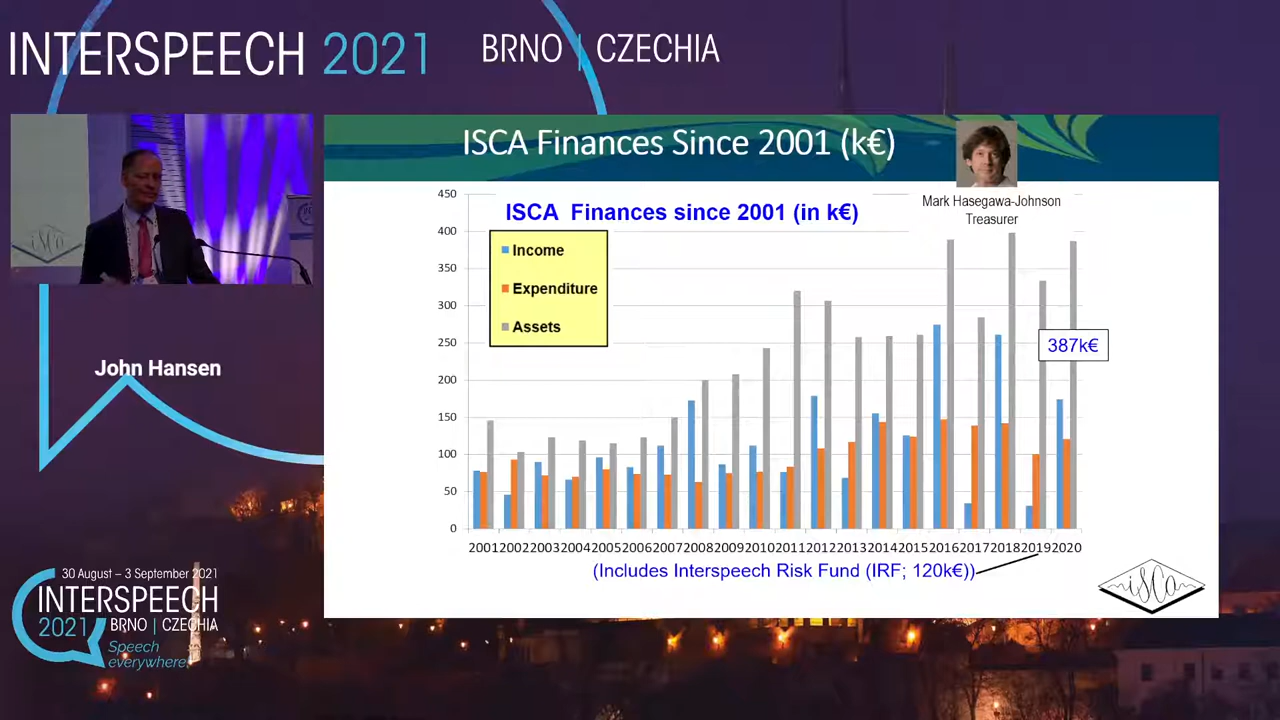 INTERSPEECH 2021 BRNO | CZECHIA
ISCA Finances Since 2001 (k€)
Mark Hasegawa-Johnson
Treasurer
ISCA Finances since 2001 (in k€)
Income
Expenditure
Assets
450
400
350
300
250
200
150
100
50
0
387k€
2001 2002 2003 2004 2005 2006 2007 2008 2009 2010 2011 2012 2013 2014 2015 2016 2017 2018 2019 2020
(Includes Interspeech Risk Fund (IRF; 120k€))
isca
isca
John Hansen
30 August – 3 September 2021
INTERSPEECH
2021 BRNO | CZECHIA
Speech
everywhere!